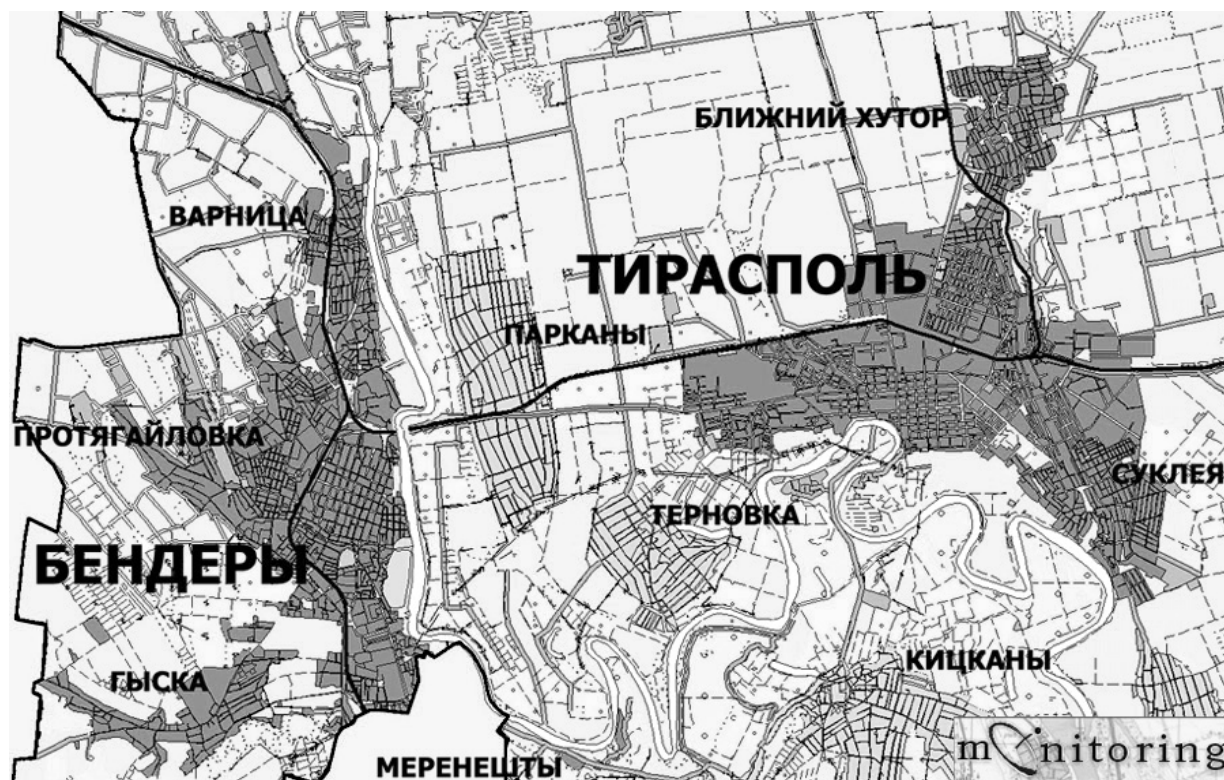 БЛИЖНИЙ ХУТОР
ВАРНИЦА
ТИРАСПОЛЬ
ПАРКАНЫ
ПРОТЯГАЙЛОВКА
СУКЛЕЯ
ТЕРНОВКА
БЕНДЕРЫ
КИЦКАНЫ
ГЫСКА
monitoring
МЕРЕНЕШТЫ